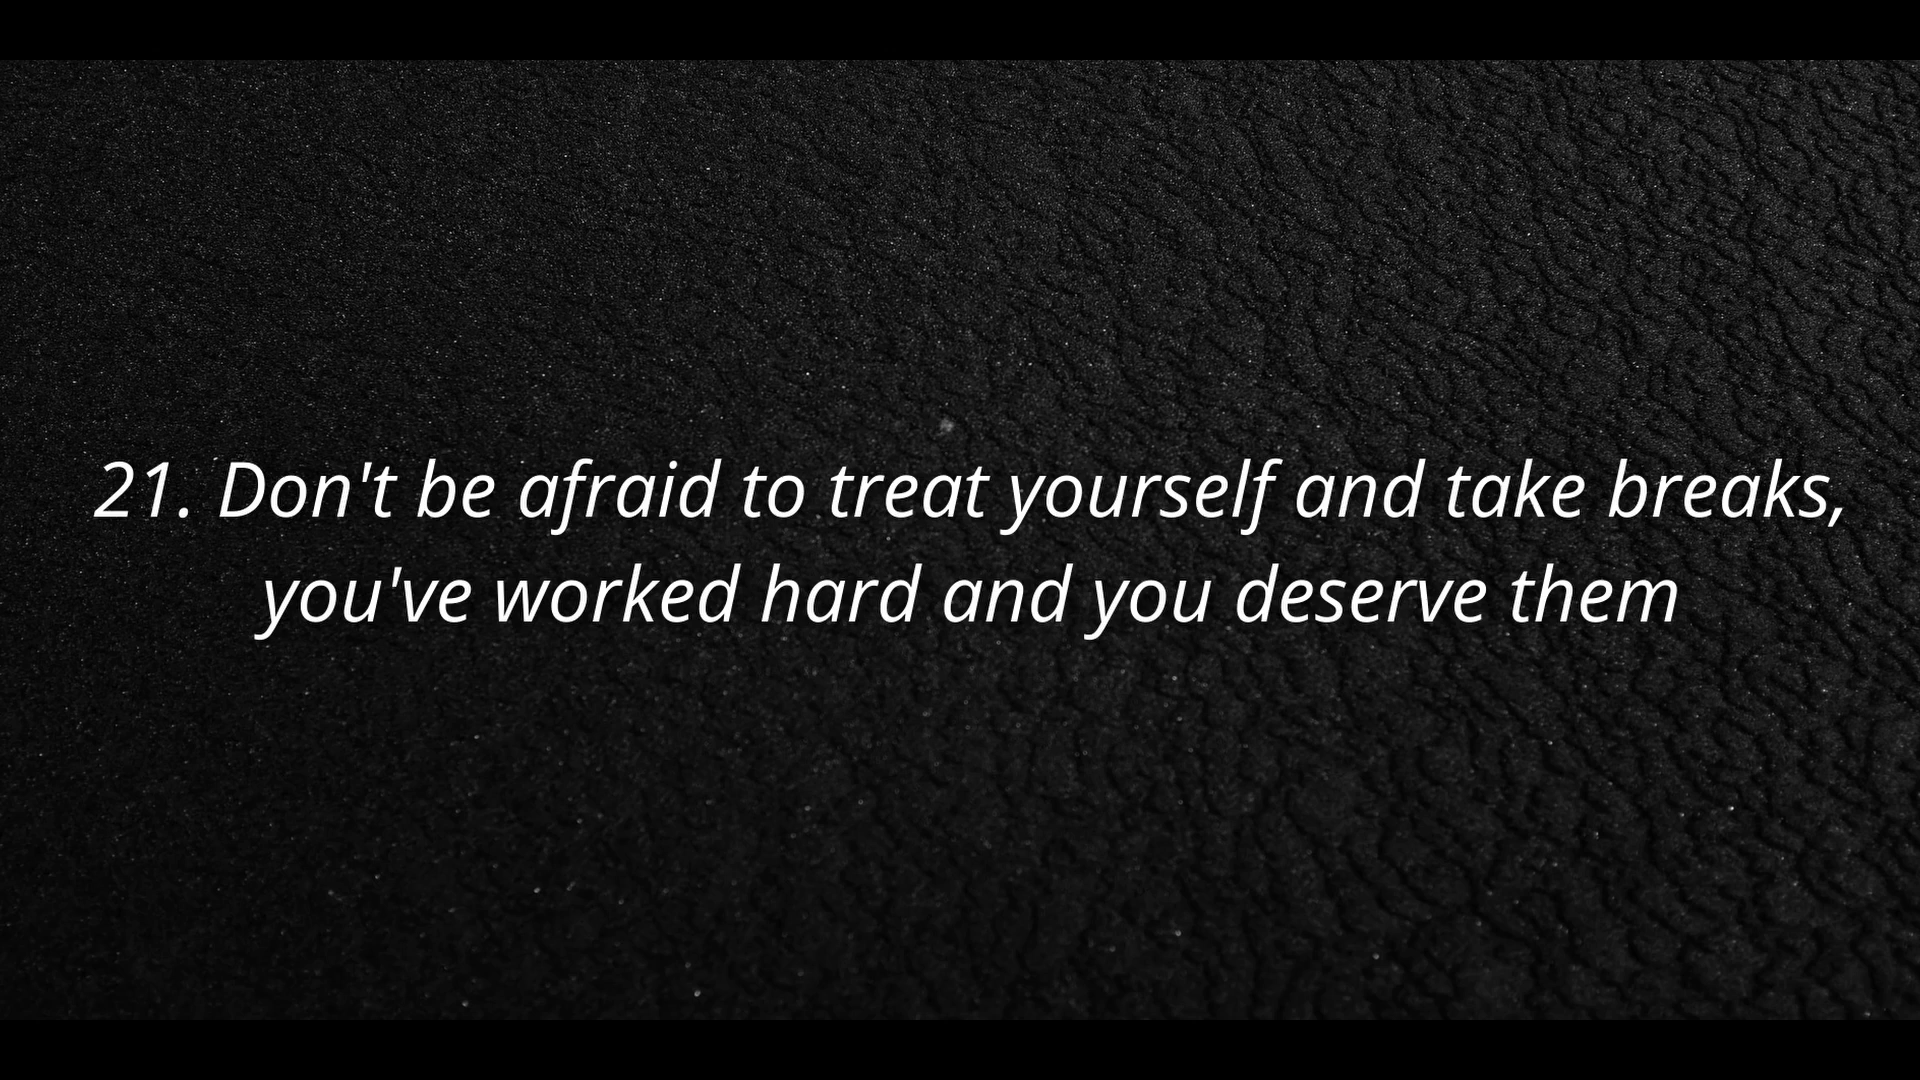 21. Don't be afraid to treat yourself and take breaks,
you've worked hard and you deserve them